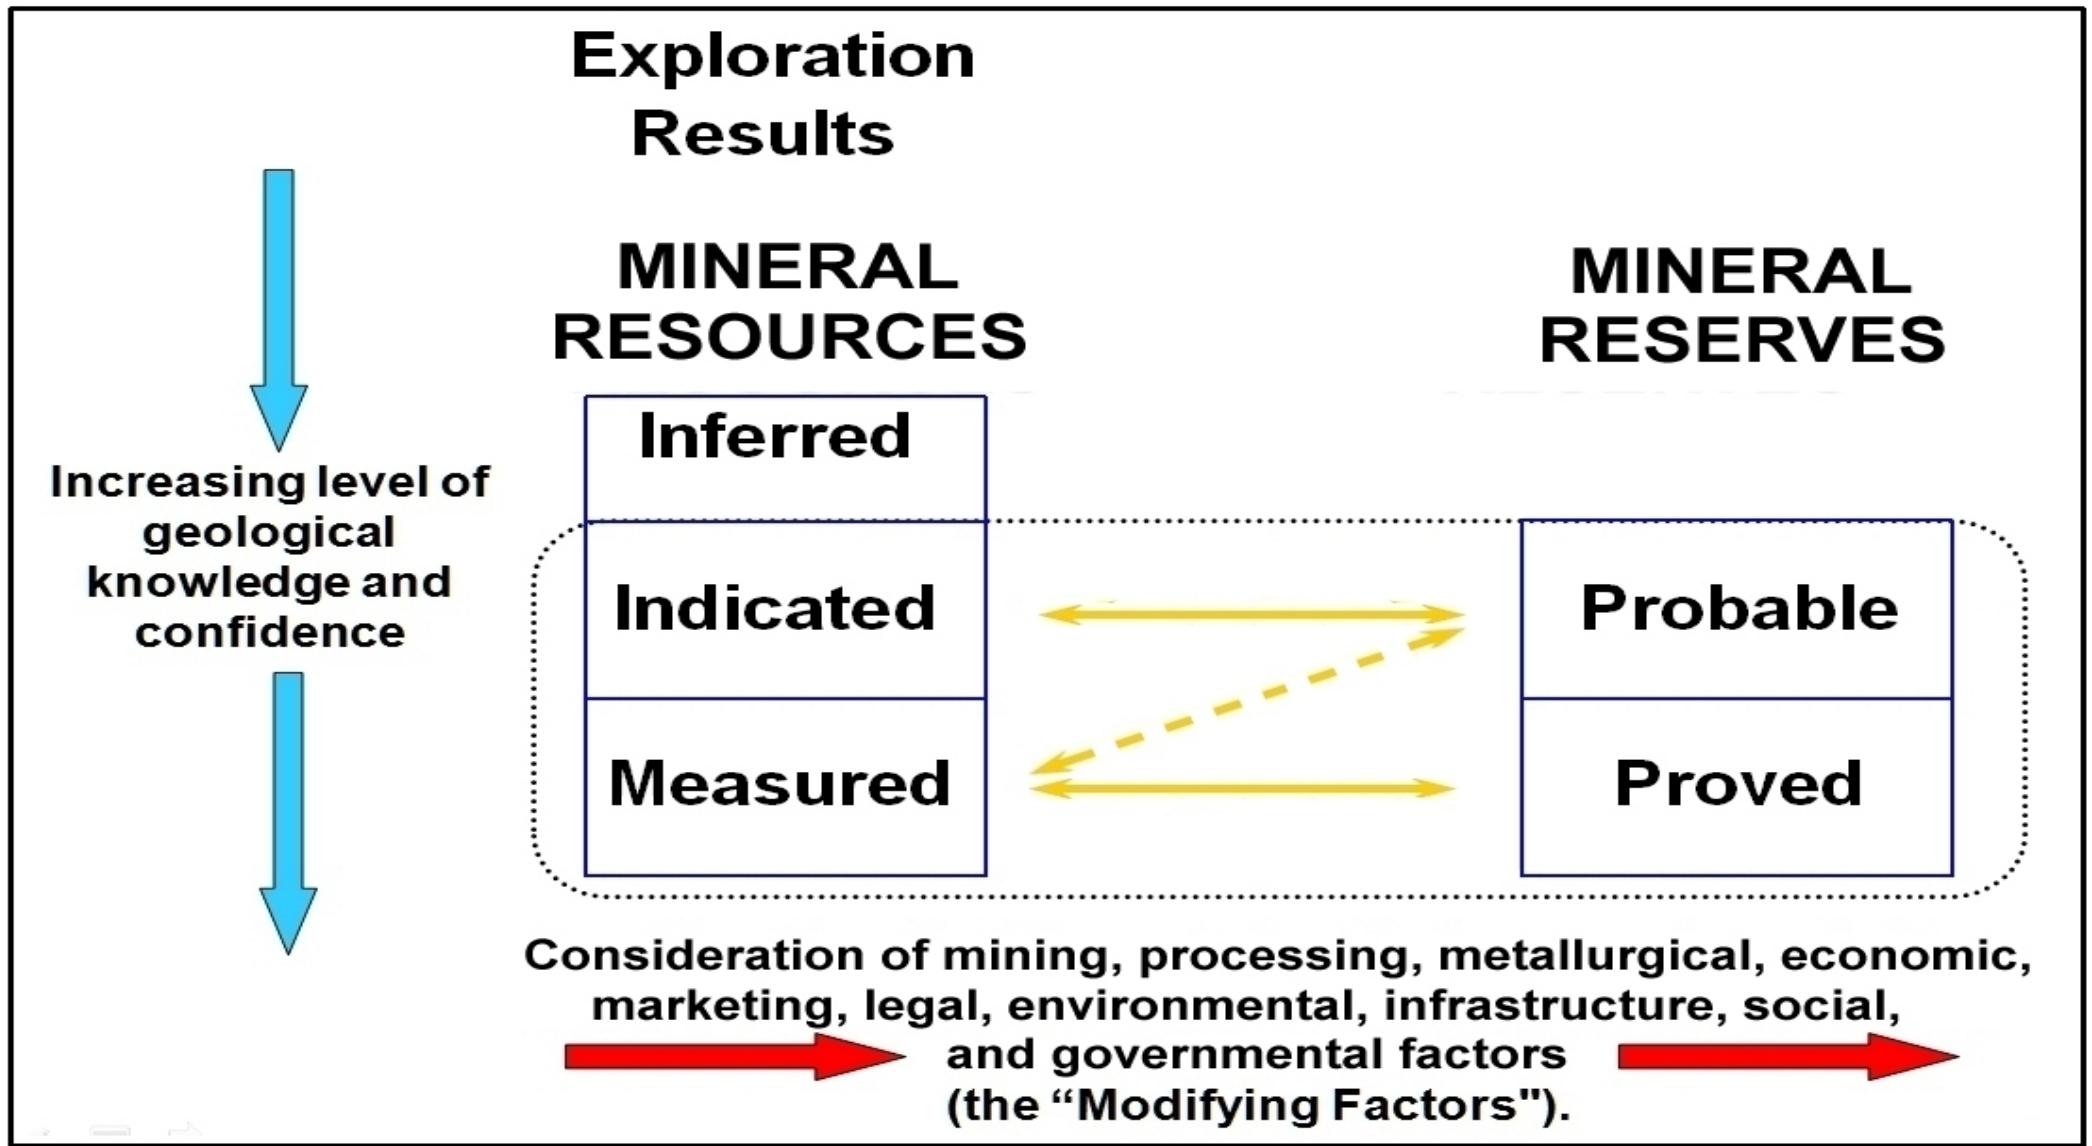 Exploration
Results
MINERAL
RESOURCES
MINERAL
RESERVES
Inferred
Indicated
Measured
Probable
Proved
Increasing level of
geological
knowledge and
confidence
Consideration of mining, processing, metallurgical, economic,
marketing, legal, environmental, infrastructure, social,
and governmental factors
(the “Modifying Factors").